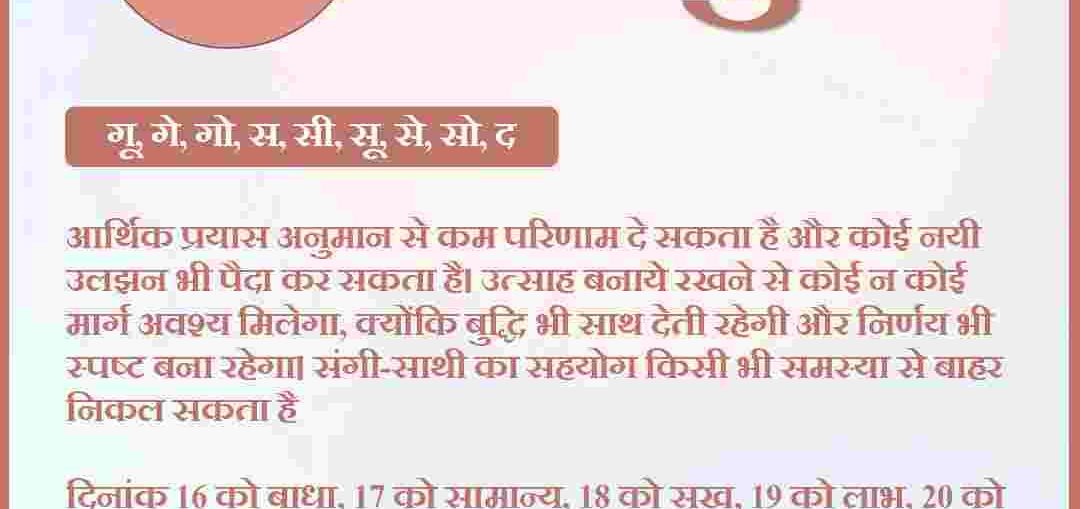 गू, गे, गो, स, सी, सू, से, सो, द
आर्थिक प्रयास अनुमान से कम परिणाम दे सकता है और कोई नयी
उलझन भी पैदा कर सकता है। उत्साह बनाये रखने से कोई न कोई
मार्ग अवश्य मिलेगा, क्योंकि बुद्धि भी साथ देती रहेगी और निर्णय भी
स्पष्ट बना रहेगा। संगी-साथी का सहयोग किसी भी समस्या से बाहर
निकल सकता है
दिनांक 16 को बाधा, 17 को सामान्य, 18 को सुख, 19 को लाभ, 20 को